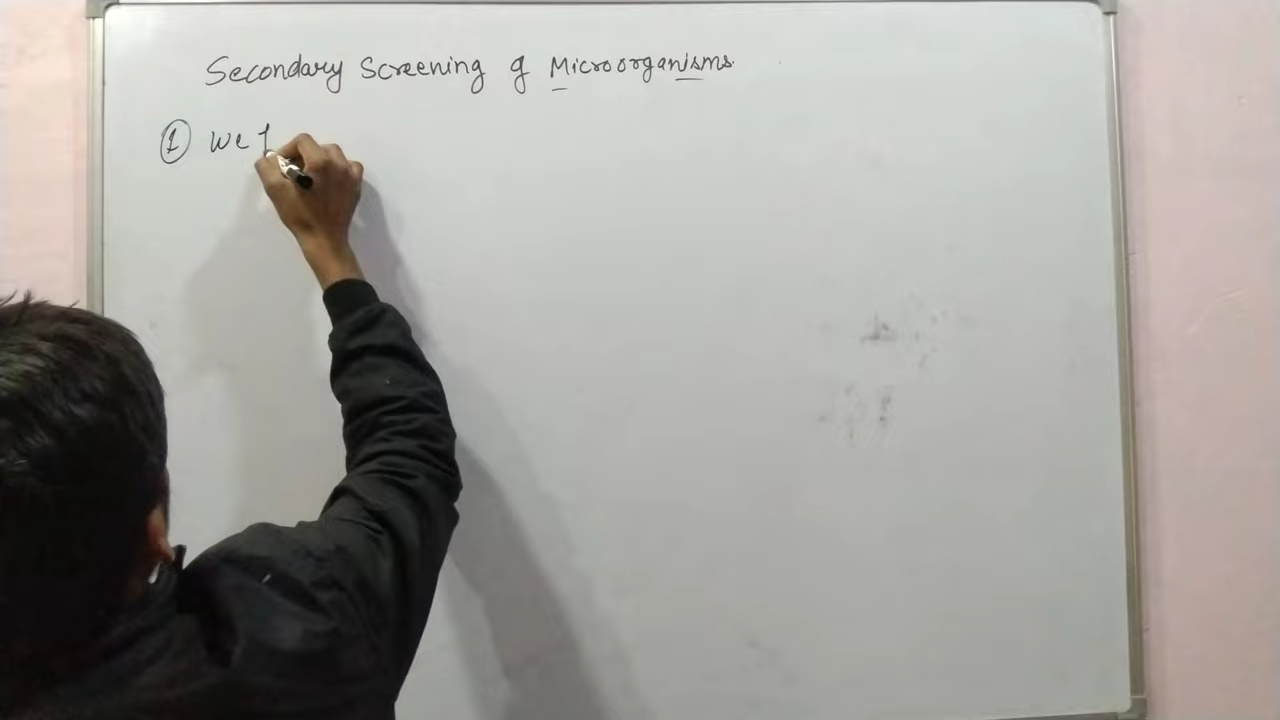 Secondary Screening of Microorganisms.
① We